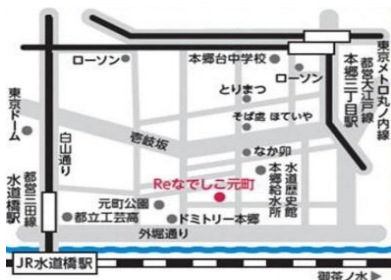 ローソン
本郷台中学校
ローソン
東京メトロ丸ノ内線
都営大江戸線
本郷三丁目駅
とりまつ
そば處 ほていや
東京ドーム
白山通り
壱岐坂
なか卯
水道歴史館
本郷給水所
Reなでしこ元町
都営三田線
水道橋駅
元町公園
都立工芸高
ドミトリー本郷
外堀通り
JR水道橋駅
御茶ノ水